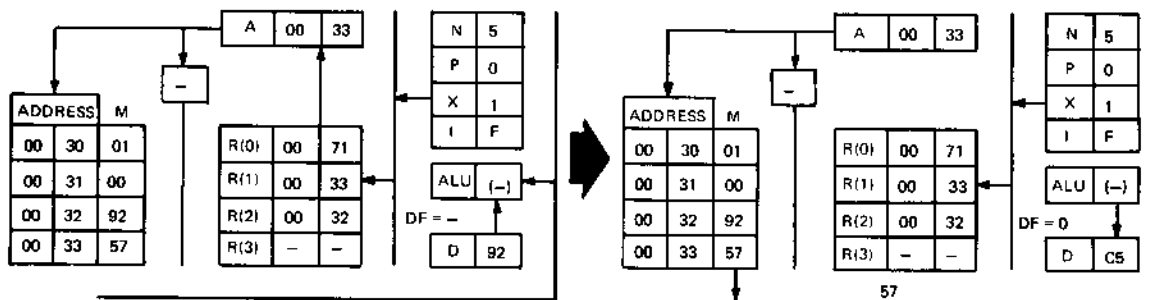 A 00 33
N 5
P 0
X 1
I F
–
ADDRESS M
00 30 01
00 31 00
00 32 92
00 33 57
R(0) 00 71
R(1) 00 33
R(2) 00 32
R(3) – –
ALU (–)
DF = –
D 92
A 00 33
N 5
P 0
X 1
I F
–
ADDRESS M
00 30 01
00 31 00
00 32 92
00 33 57
R(0) 00 71
R(1) 00 33
R(2) 00 32
R(3) – –
ALU (–)
DF = 0
D C5
57